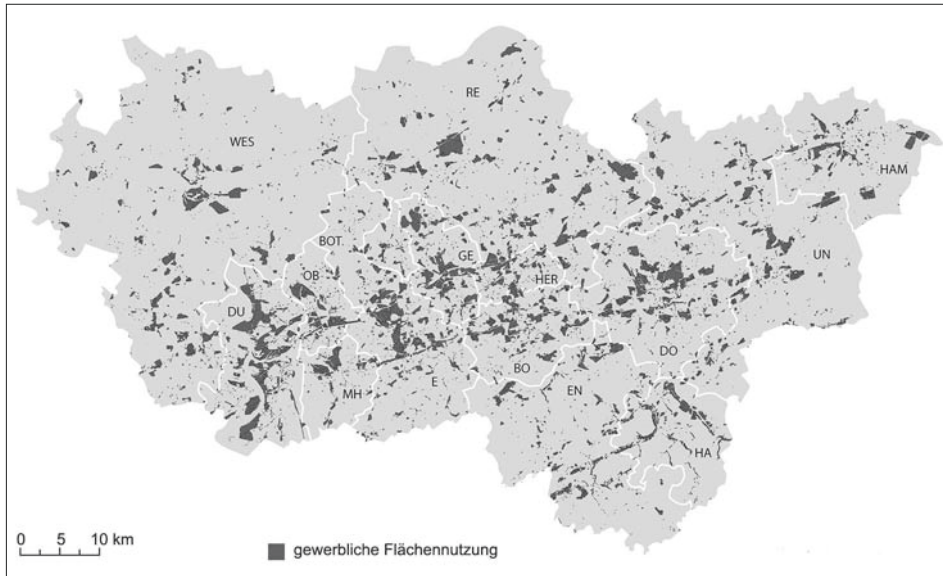 RE
WES
HAM
BOT
GE
UN
OB
HER
DU
DO
BO
MH
E
EN
HA
0 5 10 km
gewerbliche Flächennutzung